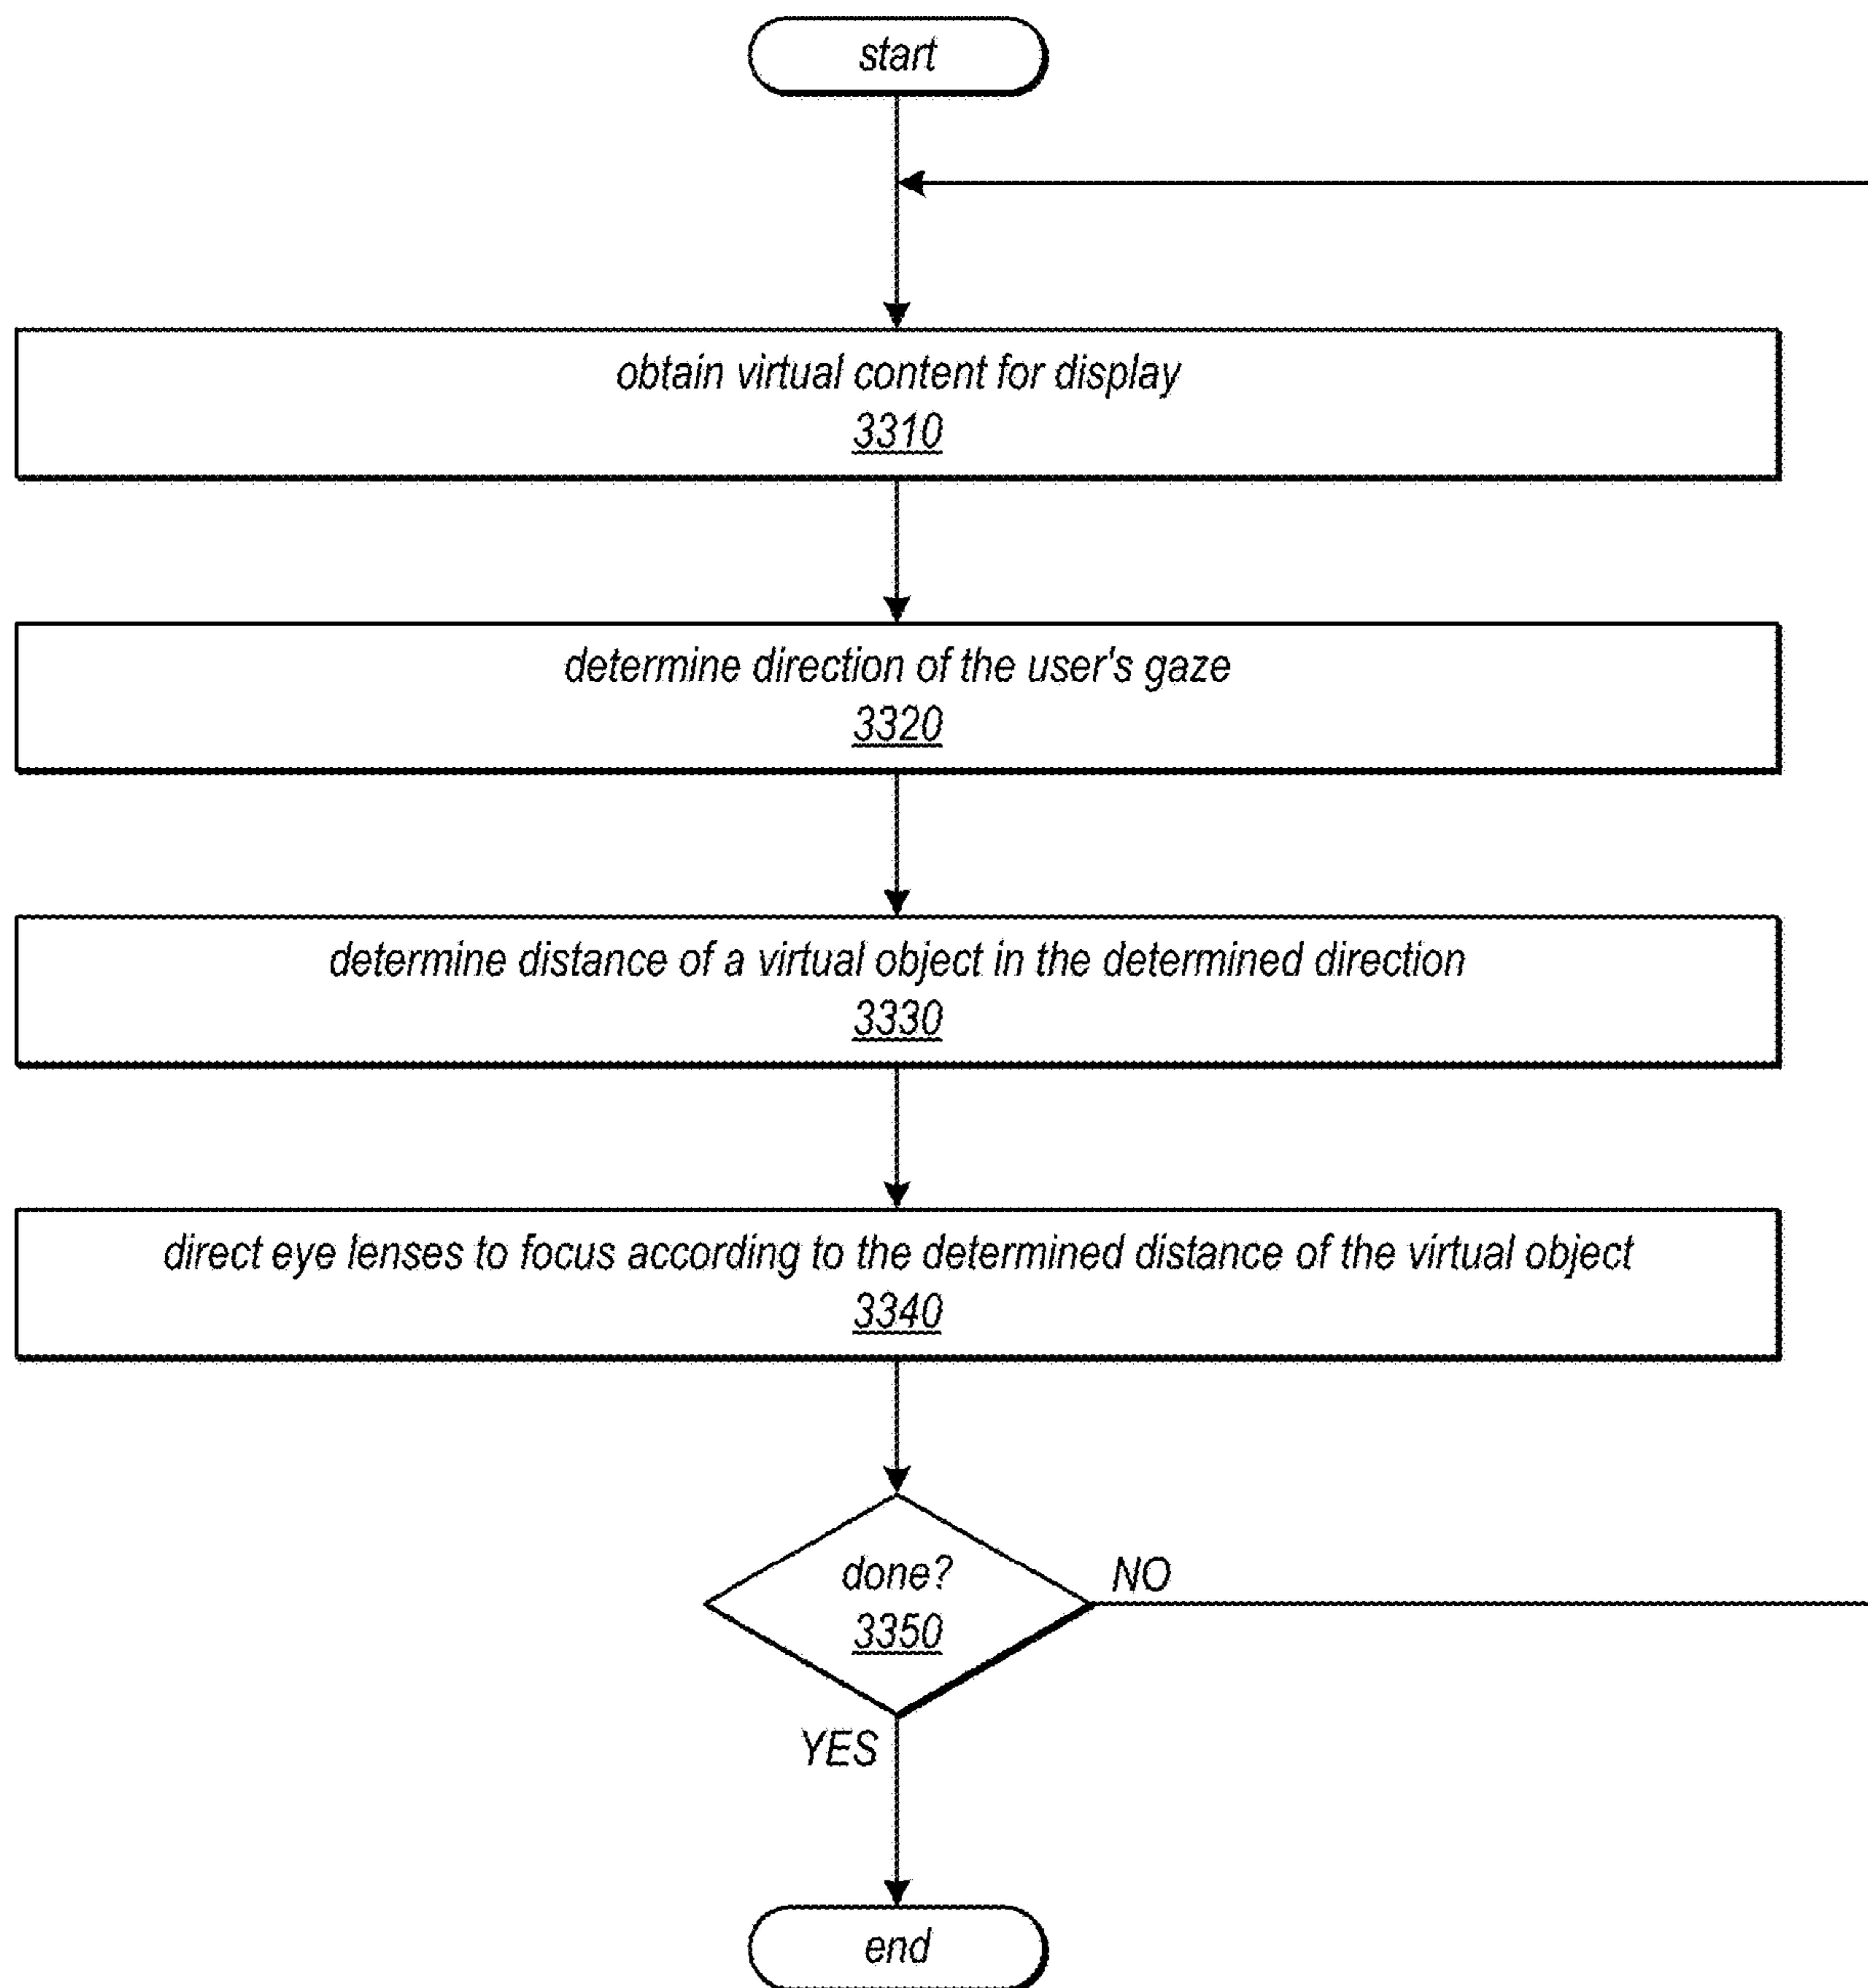 start
obtain virtual content for display
3310
determine direction of the user's gaze
3320
determine distance of a virtual object in the determined direction
3330
direct eye lenses to focus according to the determined distance of the virtual object
3340
done?
3350
NO
YES
end